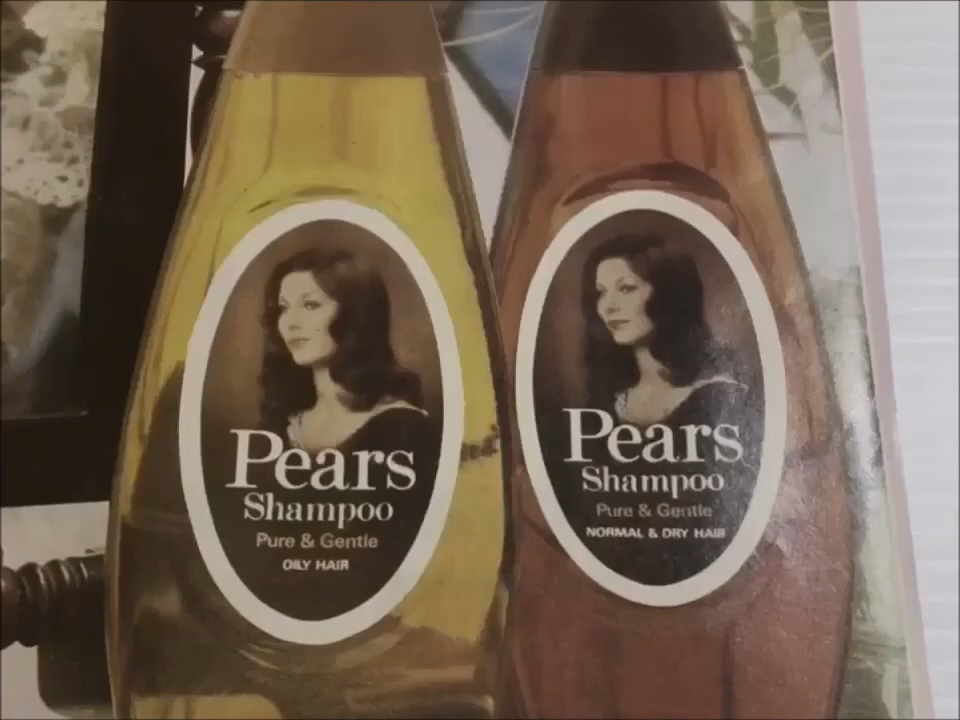 Pears
Shampoo
Pure & Gentle
OILY HAIR
Pears
Shampoo
Pure & Gentle
NORMAL & DRY HAIR